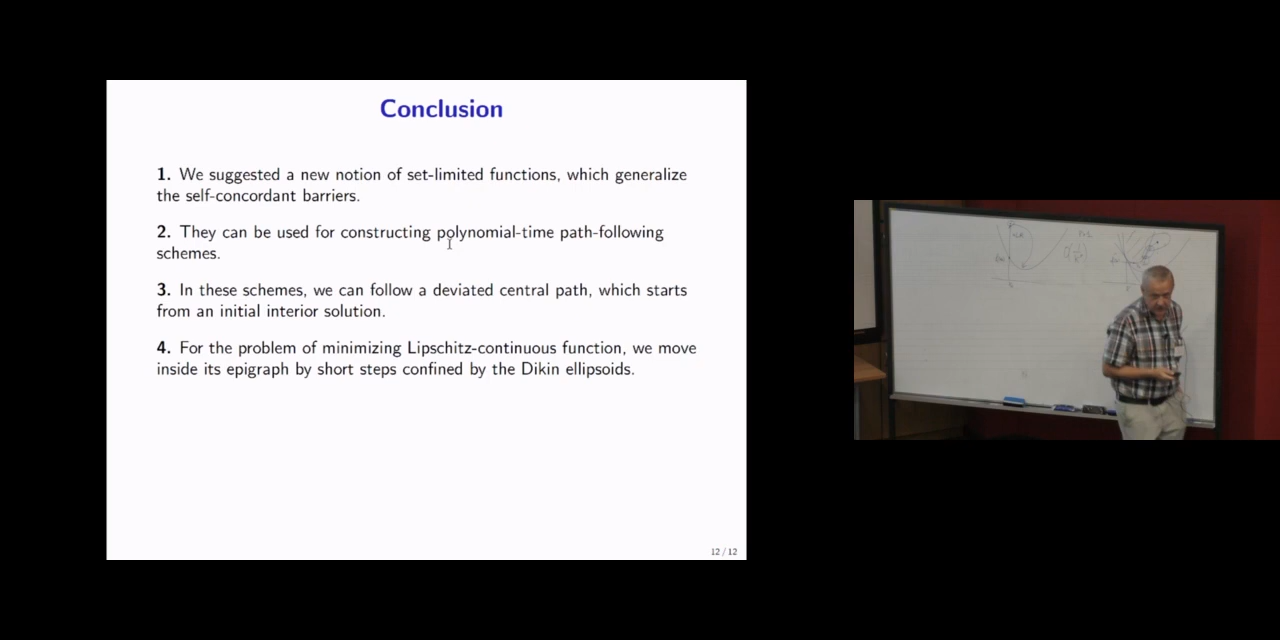 Conclusion
1. We suggested a new notion of set-limited functions, which generalize
the self-concordant barriers.
2. They can be used for constructing polynomial-time path-following
schemes.
3. In these schemes, we can follow a deviated central path, which starts
from an initial interior solution.
4. For the problem of minimizing Lipschitz-continuous function, we move
inside its epigraph by short steps confined by the Dikin ellipsoids.
12 / 12